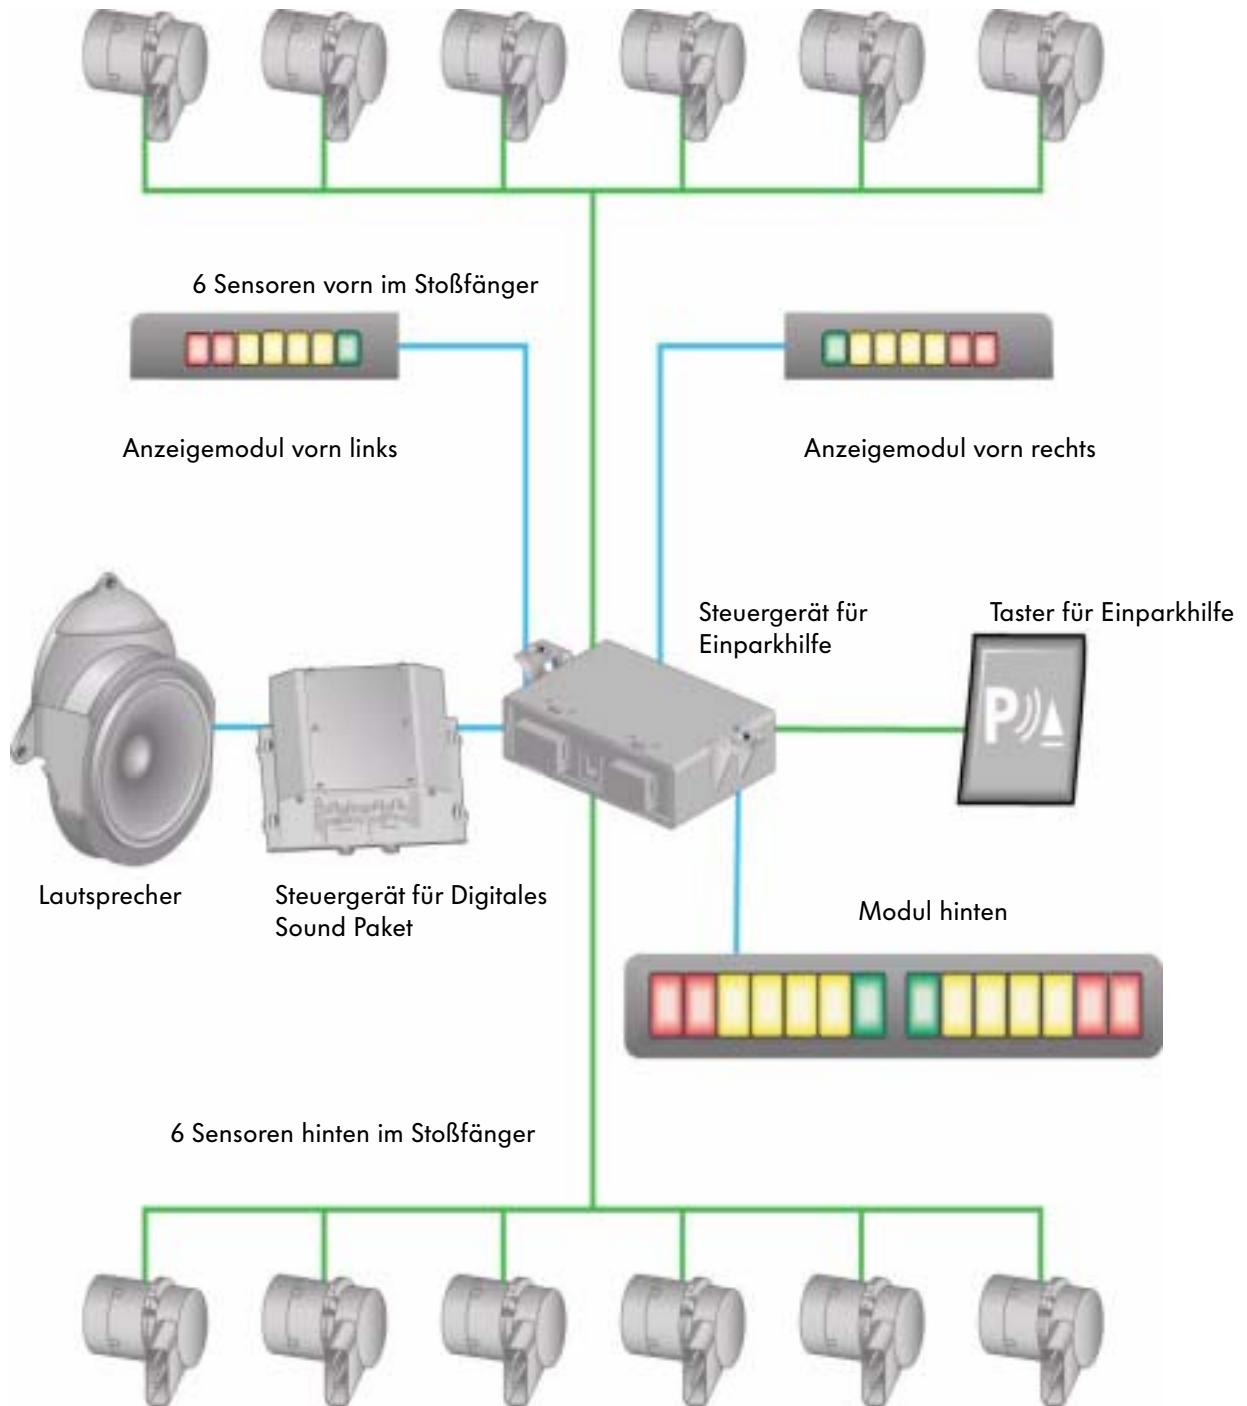 6 Sensoren vorn im Stoßfänger
Anzeigemodul vorn links
Anzeigemodul vorn rechts
Steuergerät für
Einparkhilfe
Taster für Einparkhilfe
P
Lautsprecher
Steuergerät für Digitales
Sound Paket
Modul hinten
6 Sensoren hinten im Stoßfänger